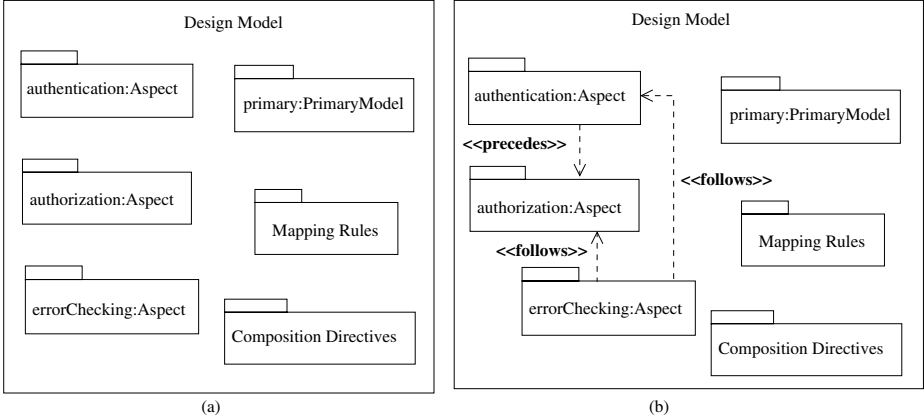 Design Model
authentication:Aspect
primary:PrimaryModel
authorization:Aspect
Mapping Rules
errorChecking:Aspect
Composition Directives
(a)
Design Model
authentication:Aspect
primary:PrimaryModel
<<precedes>>
<<follows>>
authorization:Aspect
Mapping Rules
<<follows>>
errorChecking:Aspect
Composition Directives
(b)